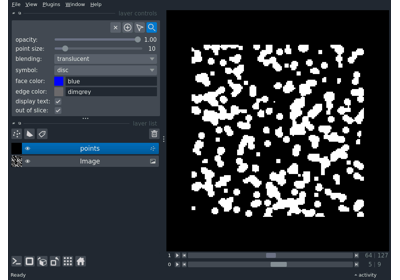 File View Plugins Window Help
layer controls
opacity: 1.00
point size: 10
blending: translucent
symbol: disc
face color: blue
edge color: dimgrey
display text:
out of slice:
layer list
points
Image
1 64 127
0 5 9
Ready activity